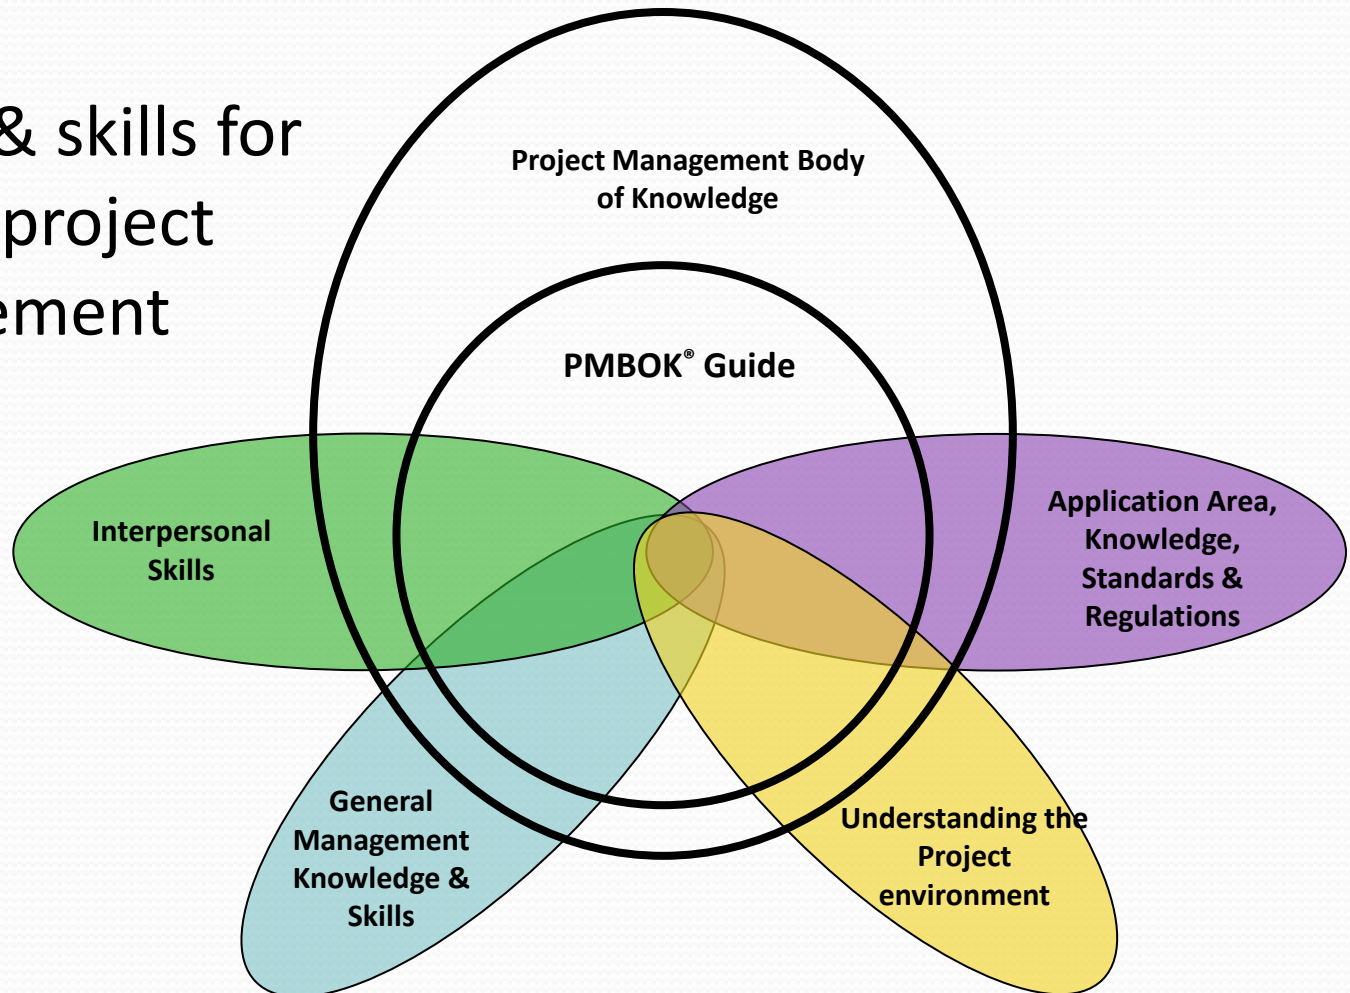 & skills for
project
ement
Project Management Body
of Knowledge
PMBOK® Guide
Interpersonal
Skills
Application Area,
Knowledge,
Standards &
Regulations
General
Management
Knowledge &
Skills
Understanding the
Project
environment